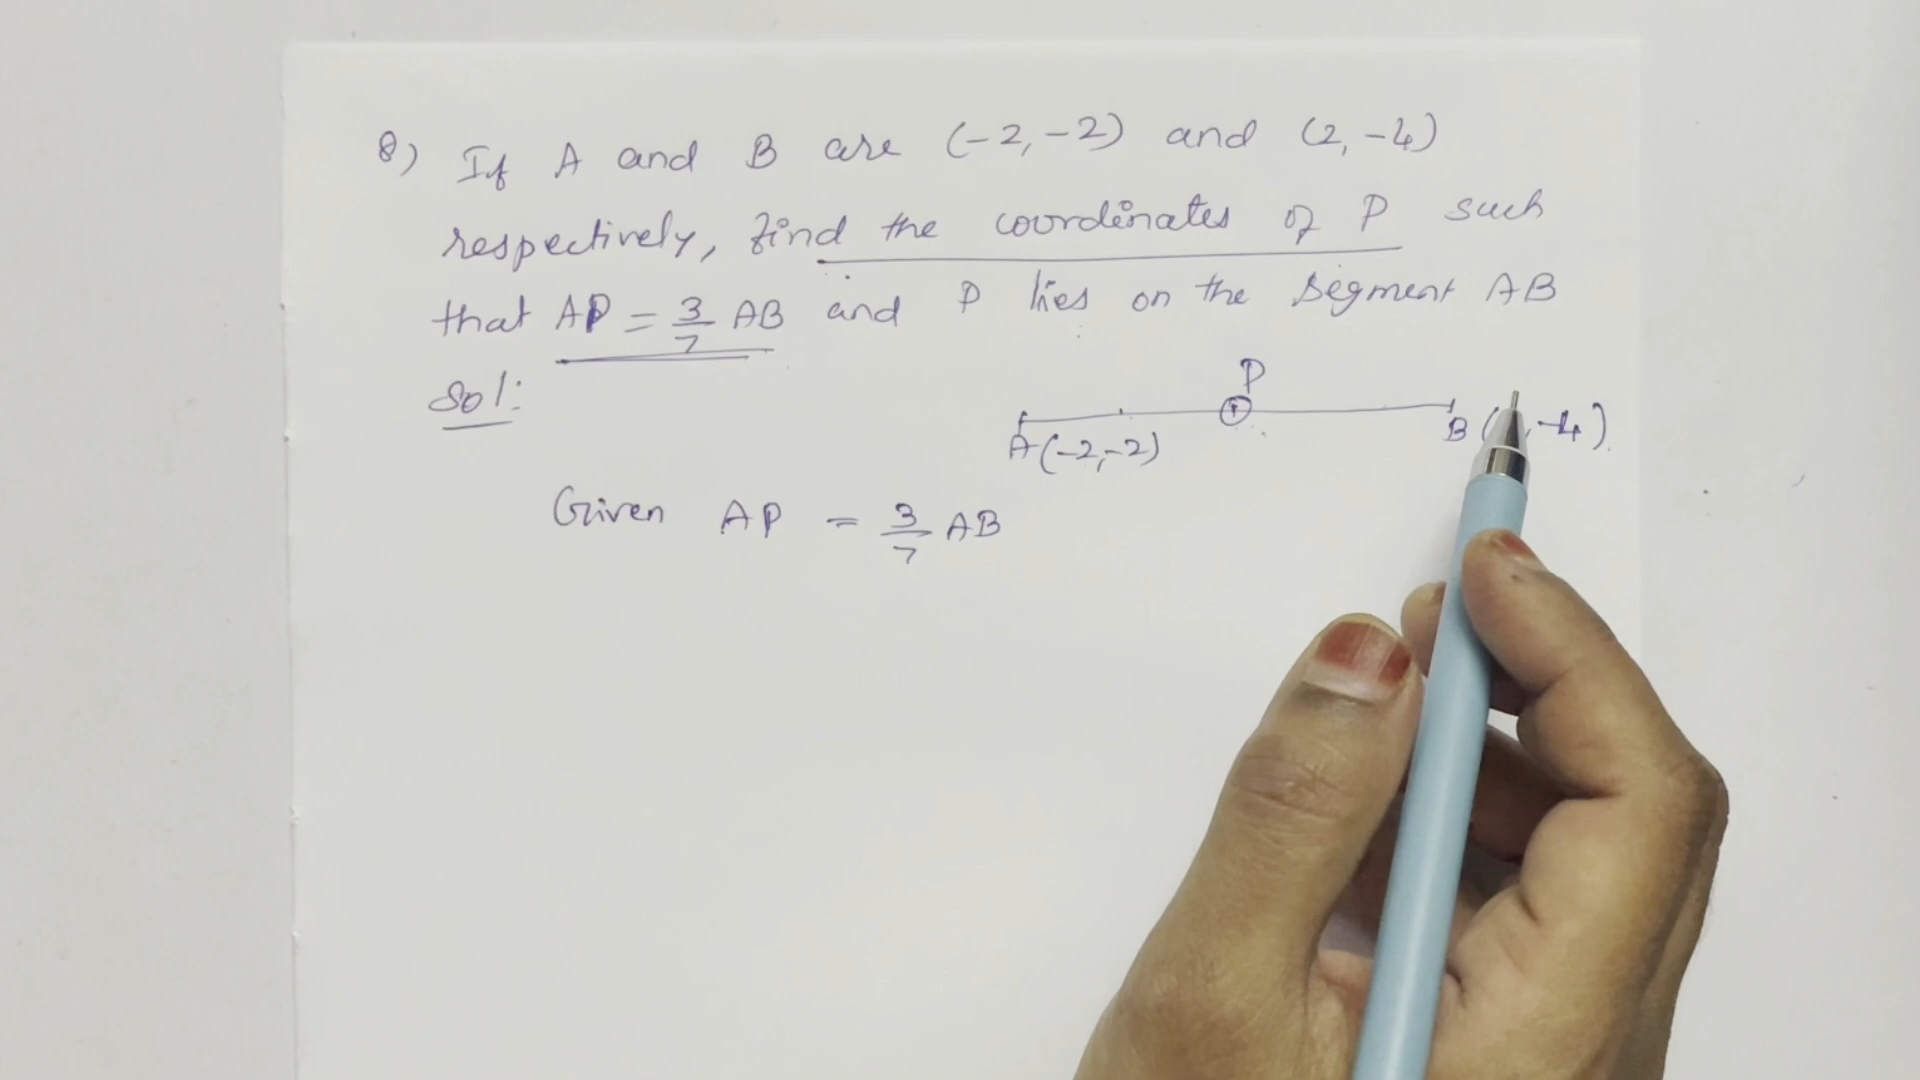 8) If A and B are (-2,-2) and (2,-4)
respectively, find the coordinates of P such
that AP = 3/7 AB and P lies on the segment AB
Sol:
P
A(-2,-2)
B( ,-4)
Given AP = 3/7 AB